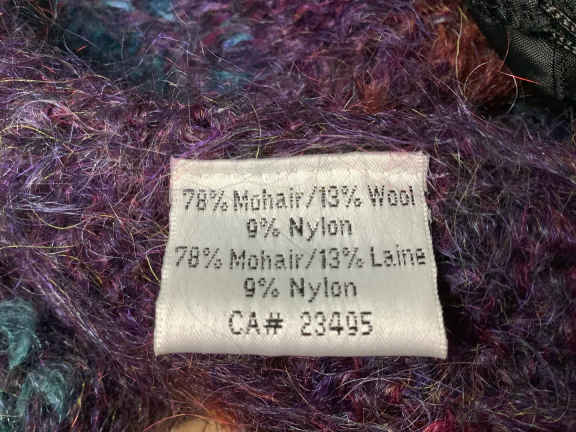 78% Mohair/13% Wool
9% Nylon
78% Mohair/13% Laine
9% Nylon
CA# 23495